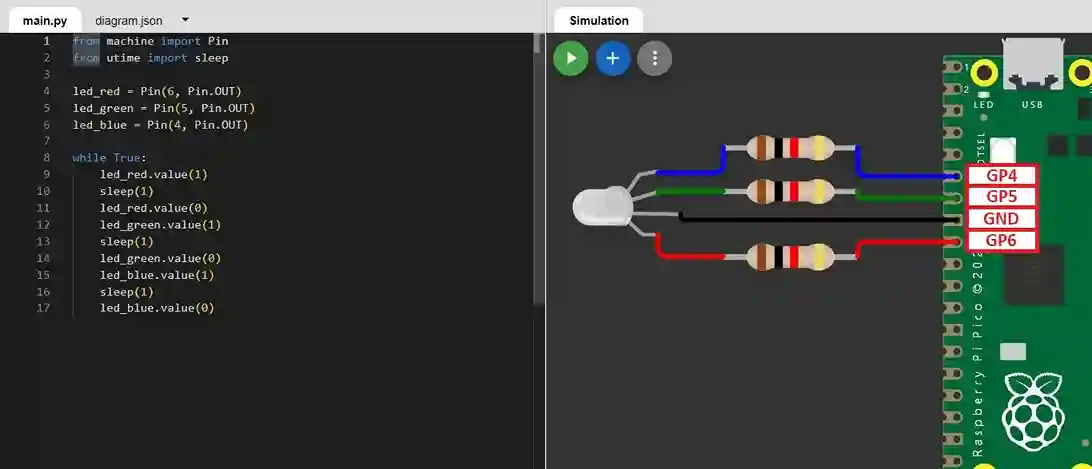 main.py diagram.json
1 from machine import Pin
2 from utime import sleep
3
4 led_red = Pin(6, Pin.OUT)
5 led_green = Pin(5, Pin.OUT)
6 led_blue = Pin(4, Pin.OUT)
7
8 while True:
9 led_red.value(1)
10 sleep(1)
11 led_red.value(0)
12 led_green.value(1)
13 sleep(1)
14 led_green.value(0)
15 led_blue.value(1)
16 sleep(1)
17 led_blue.value(0)
Simulation
1
2
LED
USB
GP4
GP5
GND
GP6
Raspberry Pi Pico